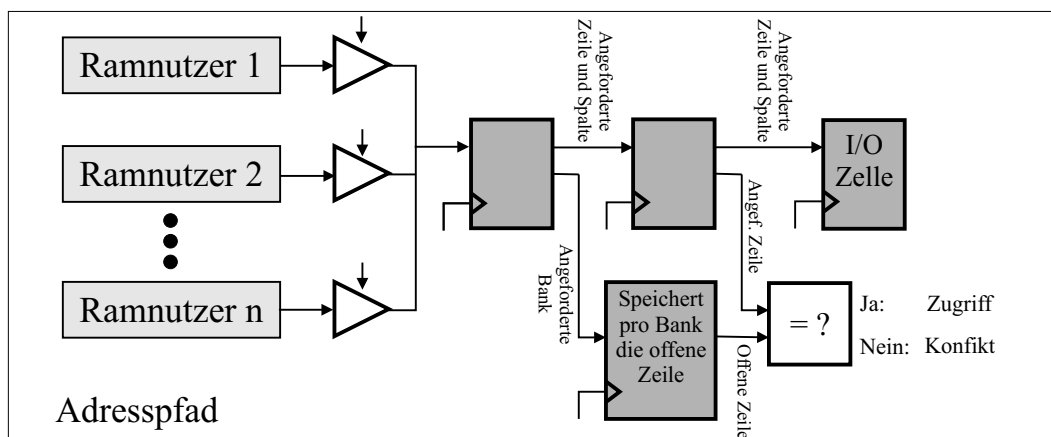 Ramnutzer 1
Ramnutzer 2
Ramnutzer n
Angeforderte
Zeile und Spalte
Angeforderte
Zeile und Spalte
I/O
Zelle
Angef. Zeile
Angeforderte
Bank
Speichert
pro Bank
die offene
Zeile
Offene Zeile
= ?
Ja: Zugriff
Nein: Konfikt
Adresspfad